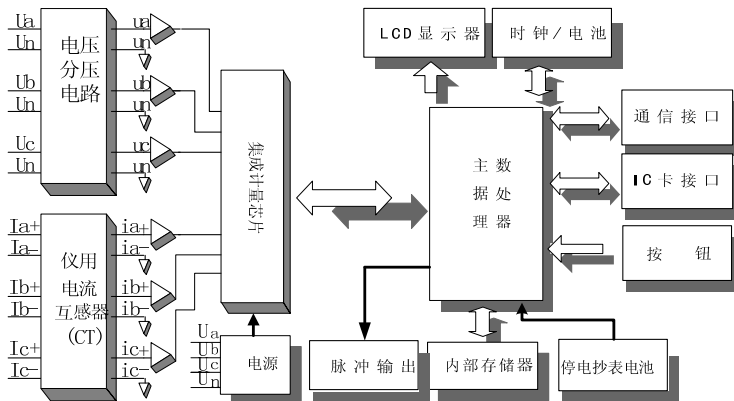 Ua
Un
Ub
Un
Uc
Un
电压
分压
电路
ua
un
ub
un
uc
un
Ia+
Ia-
Ib+
Ib-
Ic+
Ic-
仪用
电流
互感器
(CT)
ia+
ia-
ib+
ib-
ic+
ic-
集成计量芯片
Ua
Ub
Uc
Un
电源
LCD显示器
时钟/电池
主数
据处
理器
通信接口
IC卡接口
按 钮
脉冲输出
内部存储器
停电抄表电池